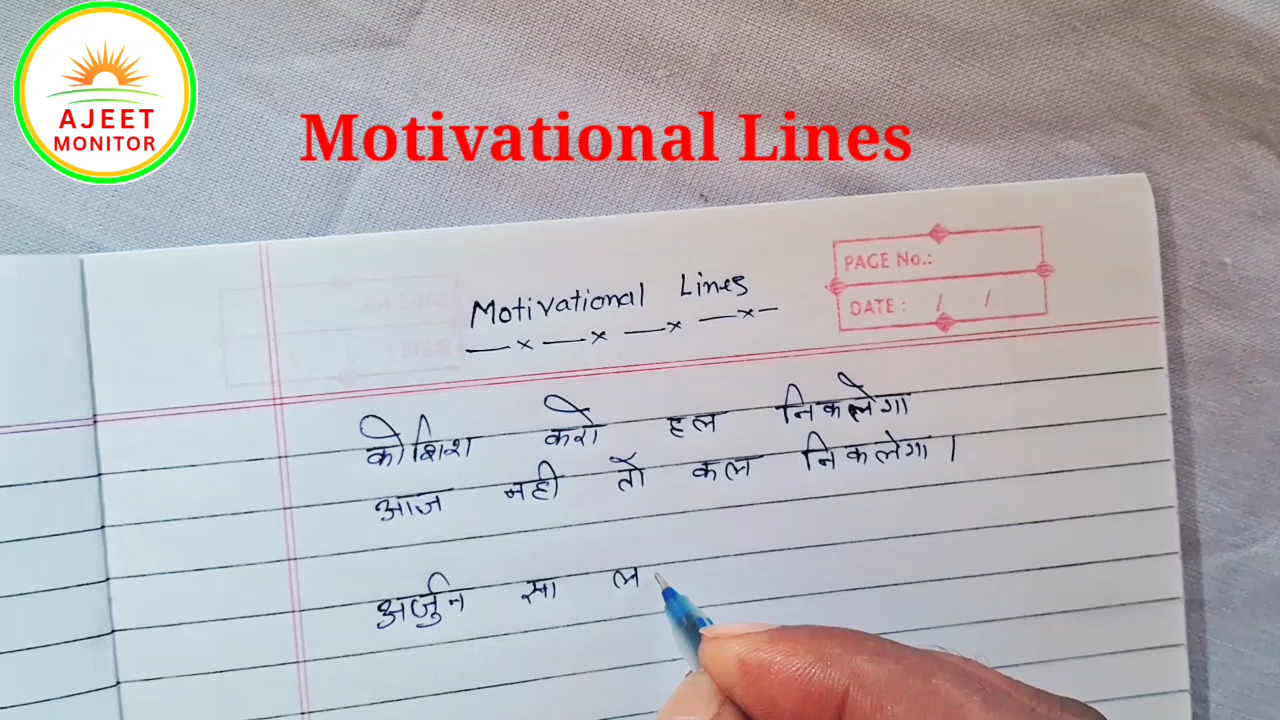 AJEET
MONITOR
Motivational Lines
PAGE No.:
DATE : / /
Motivational Lines
कोशिश करो हल निकलेगा
आज नही तो कल निकलेगा।
अर्जुन सा ल